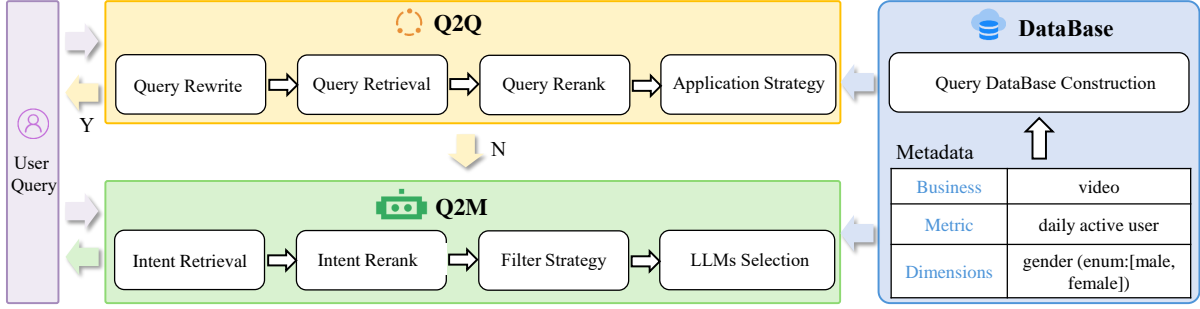 User
Query
Y
Q2Q
Query Rewrite
Query Retrieval
Query Rerank
Application Strategy
N
Q2M
Intent Retrieval
Intent Rerank
Filter Strategy
LLMs Selection
DataBase
Query DataBase Construction
Metadata
Business
video
Metric
daily active user
Dimensions
gender (enum:[male,
female])